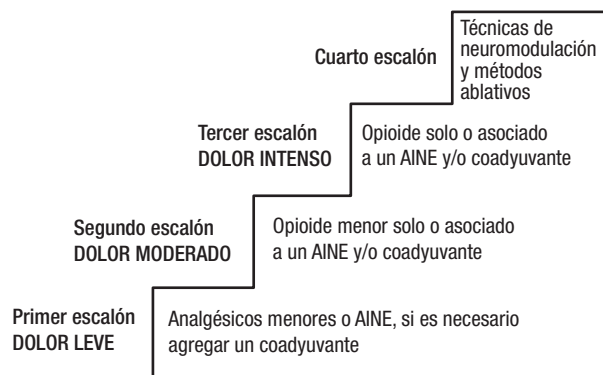 Cuarto escalón
Técnicas de
neuromodulación
y métodos
ablativos
Tercer escalón
DOLOR INTENSO
Opioide solo o asociado
a un AINE y/o coadyuvante
Segundo escalón
DOLOR MODERADO
Opioide menor solo o asociado
a un AINE y/o coadyuvante
Primer escalón
DOLOR LEVE
Analgésicos menores o AINE, si es necesario
agregar un coadyuvante